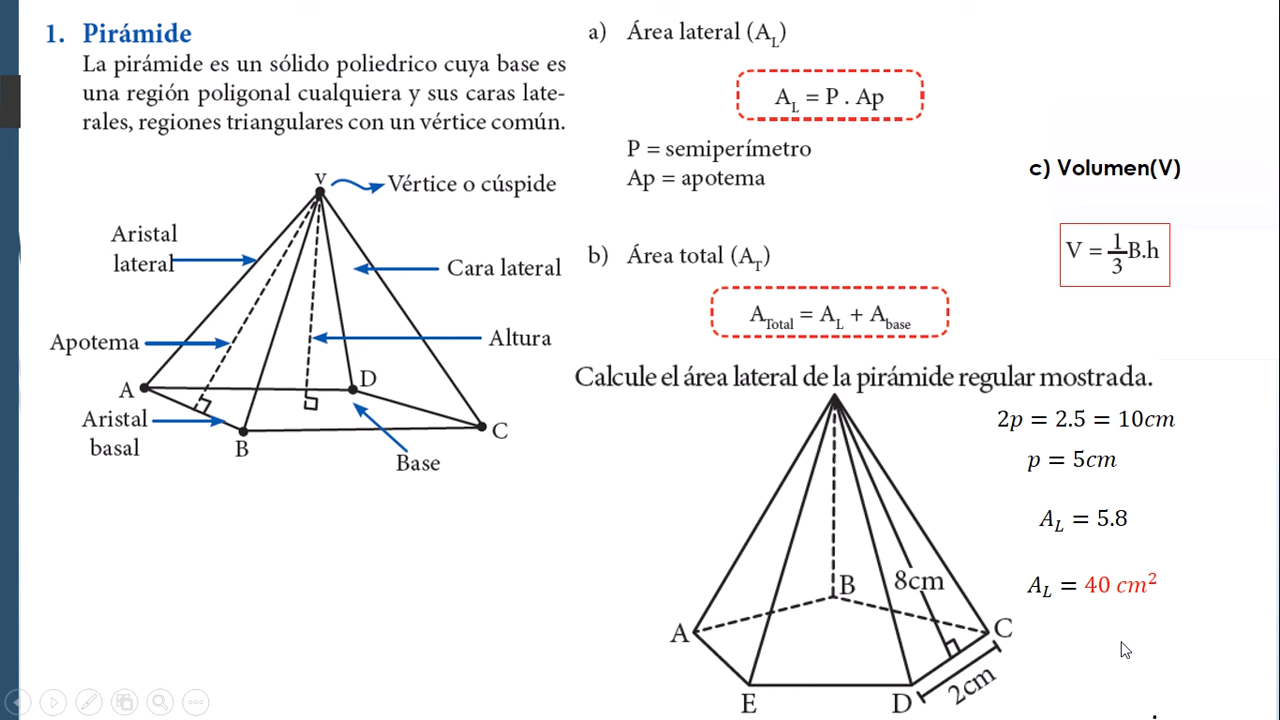 1. Pirámide
La pirámide es un sólido poliedrico cuya base es
una región poligonal cualquiera y sus caras late-
rales, regiones triangulares con un vértice común.
V
Vértice o cúspide
Aristal
lateral
Cara lateral
Apotema
Altura
A
D
Aristal
basal
B
C
Base
a) Área lateral (A_L)
A_L = P . Ap
P = semiperímetro
Ap = apotema
b) Área total (A_T)
A_Total = A_L + A_base
c) Volumen(V)
V = 1/3 B.h
Calcule el área lateral de la pirámide regular mostrada.
2p = 2.5 = 10cm
p = 5cm
A_L = 5.8
A_L = 40 cm²
B
8cm
A
C
E
D
2cm